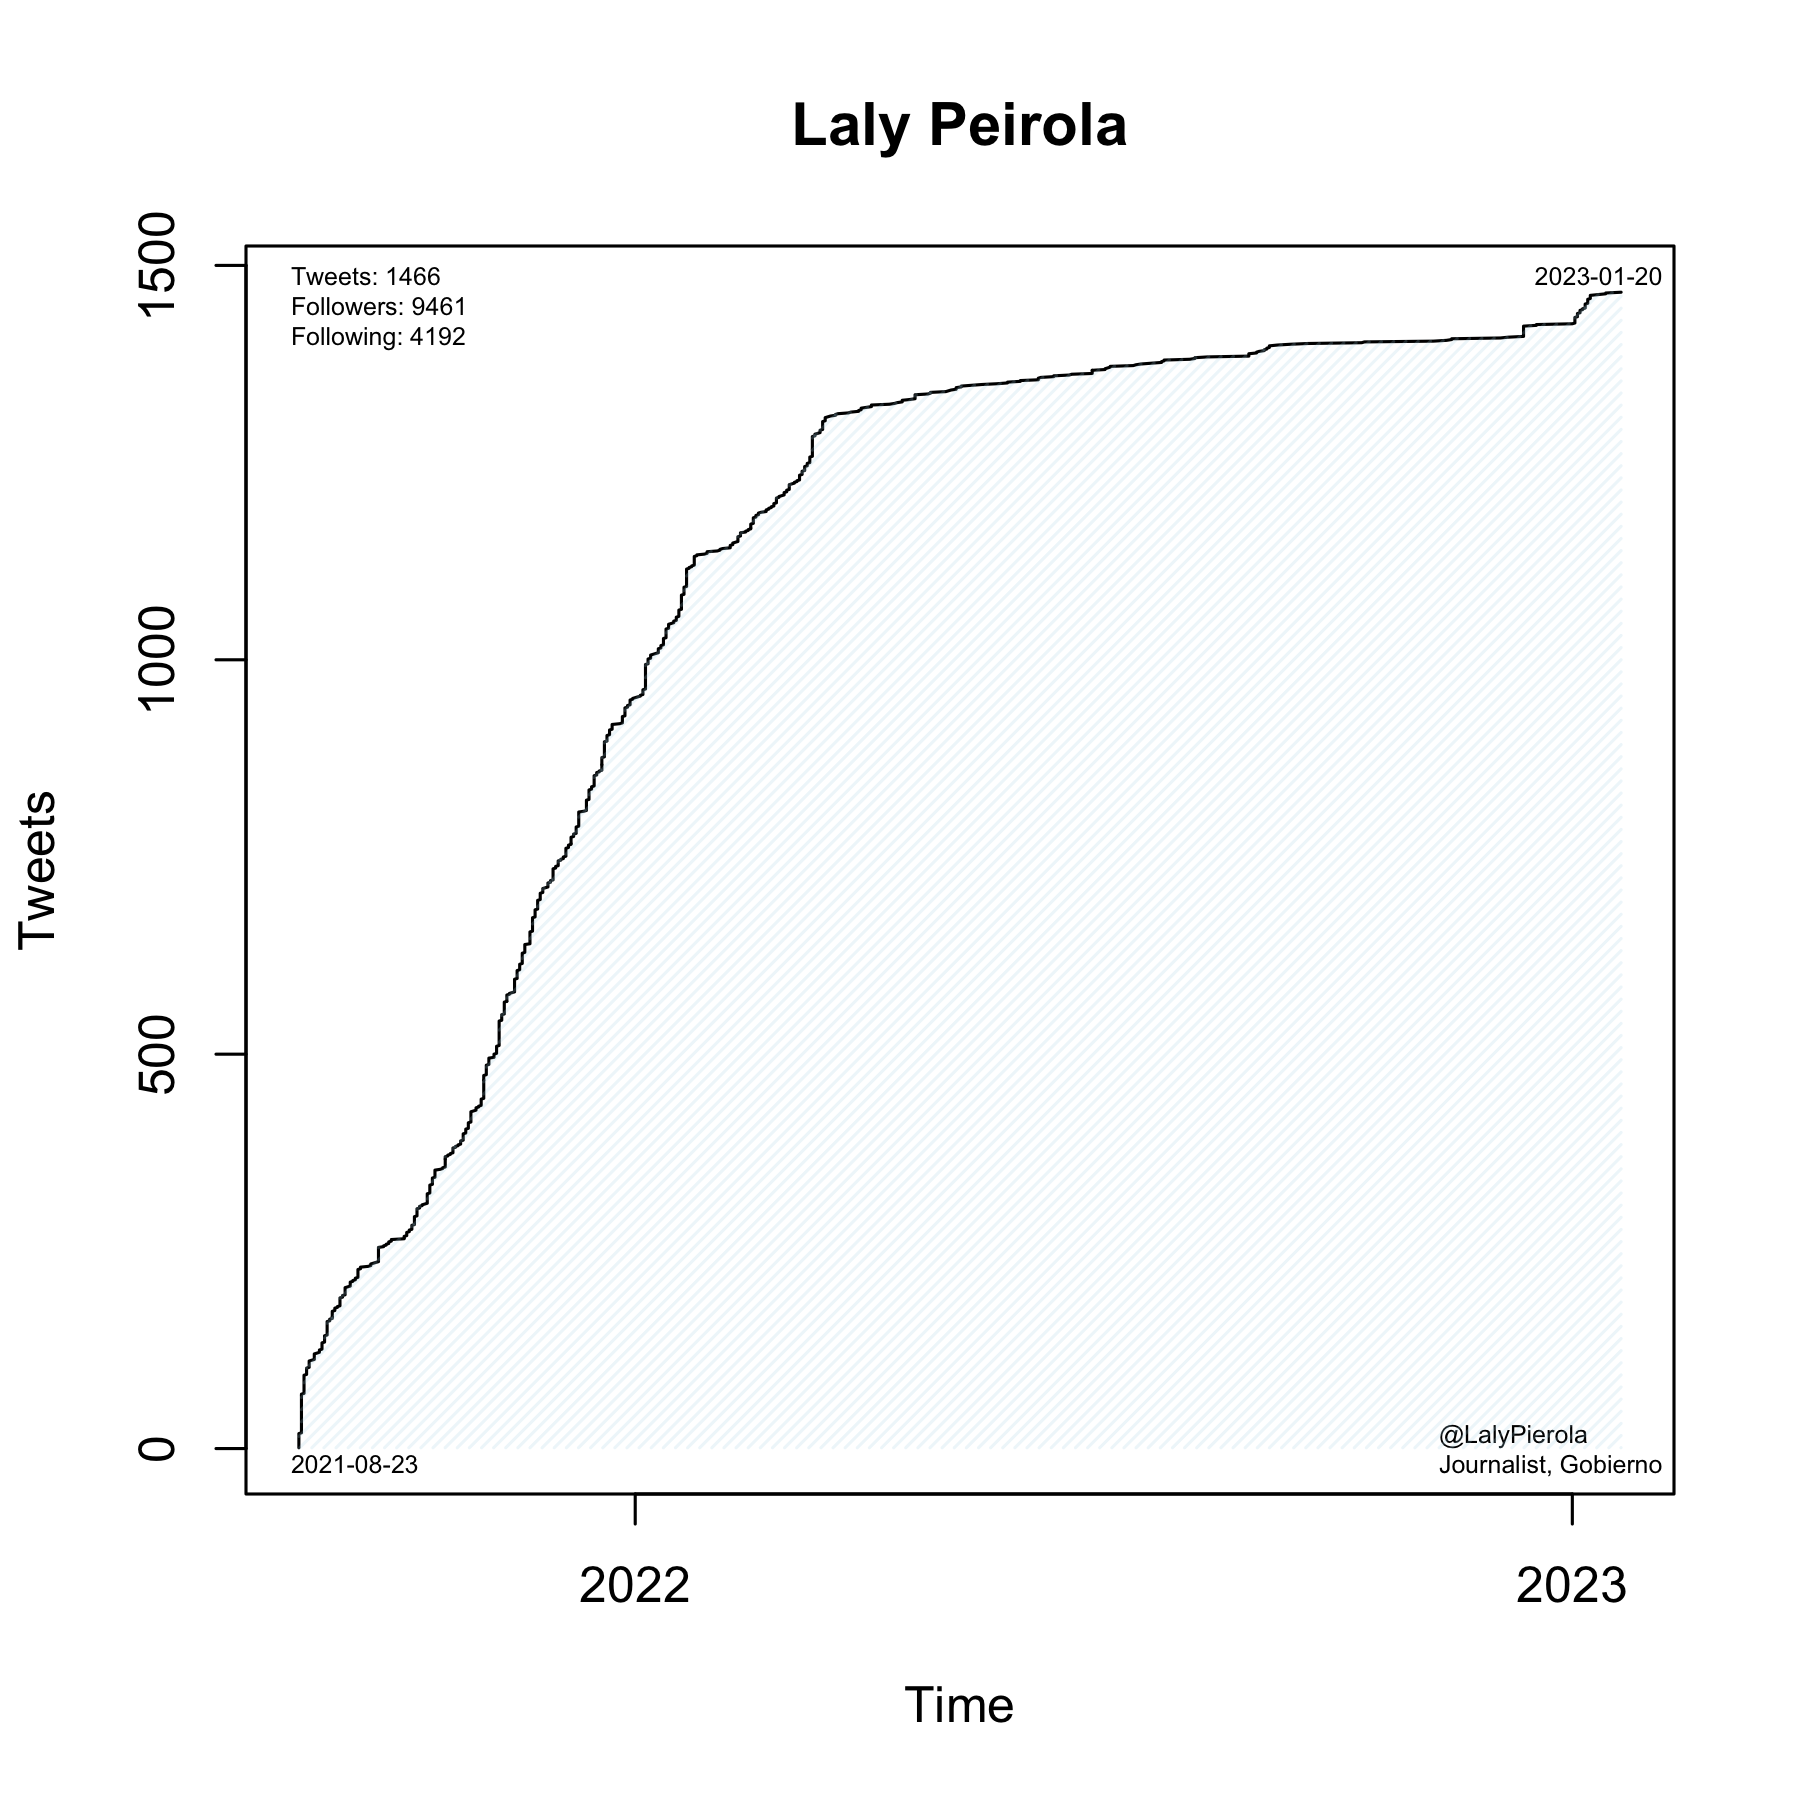 Laly Peirola
Tweets
1500
1000
500
0
Tweets: 1466
Followers: 9461
Following: 4192
2023-01-20
2021-08-23
@LalyPierola
Journalist, Gobierno
2022
2023
Time